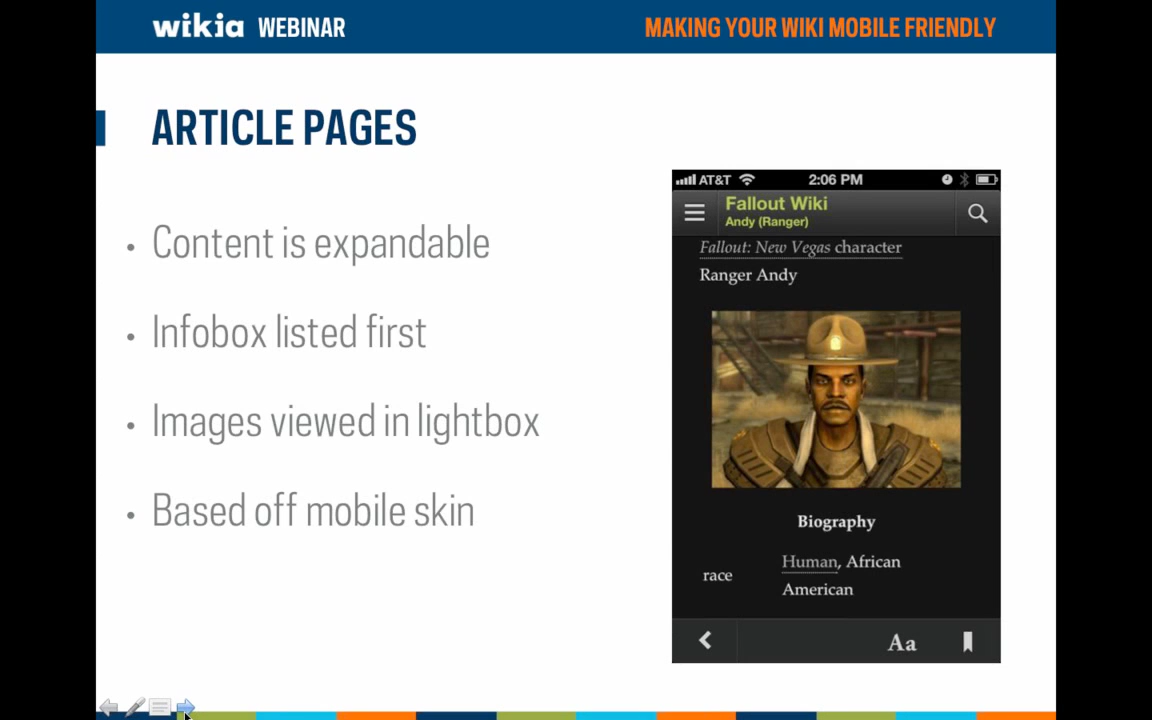 wikia WEBINAR
MAKING YOUR WIKI MOBILE FRIENDLY
ARTICLE PAGES
• Content is expandable
• Infobox listed first
• Images viewed in lightbox
• Based off mobile skin
AT&T 2:06 PM
Fallout Wiki
Andy (Ranger)
Fallout: New Vegas character
Ranger Andy
Biography
race
Human, African
American
Aa